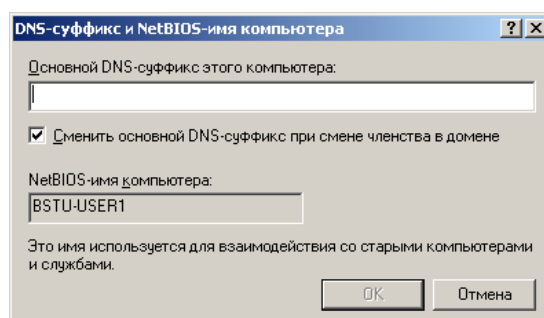 DNS-суффикс и NetBIOS-имя компьютера
Основной DNS-суффикс этого компьютера:
Сменить основной DNS-суффикс при смене членства в домене
NetBIOS-имя компьютера:
BSTU-USER1
Это имя используется для взаимодействия со старыми компьютерами
и службами.
OK Отмена